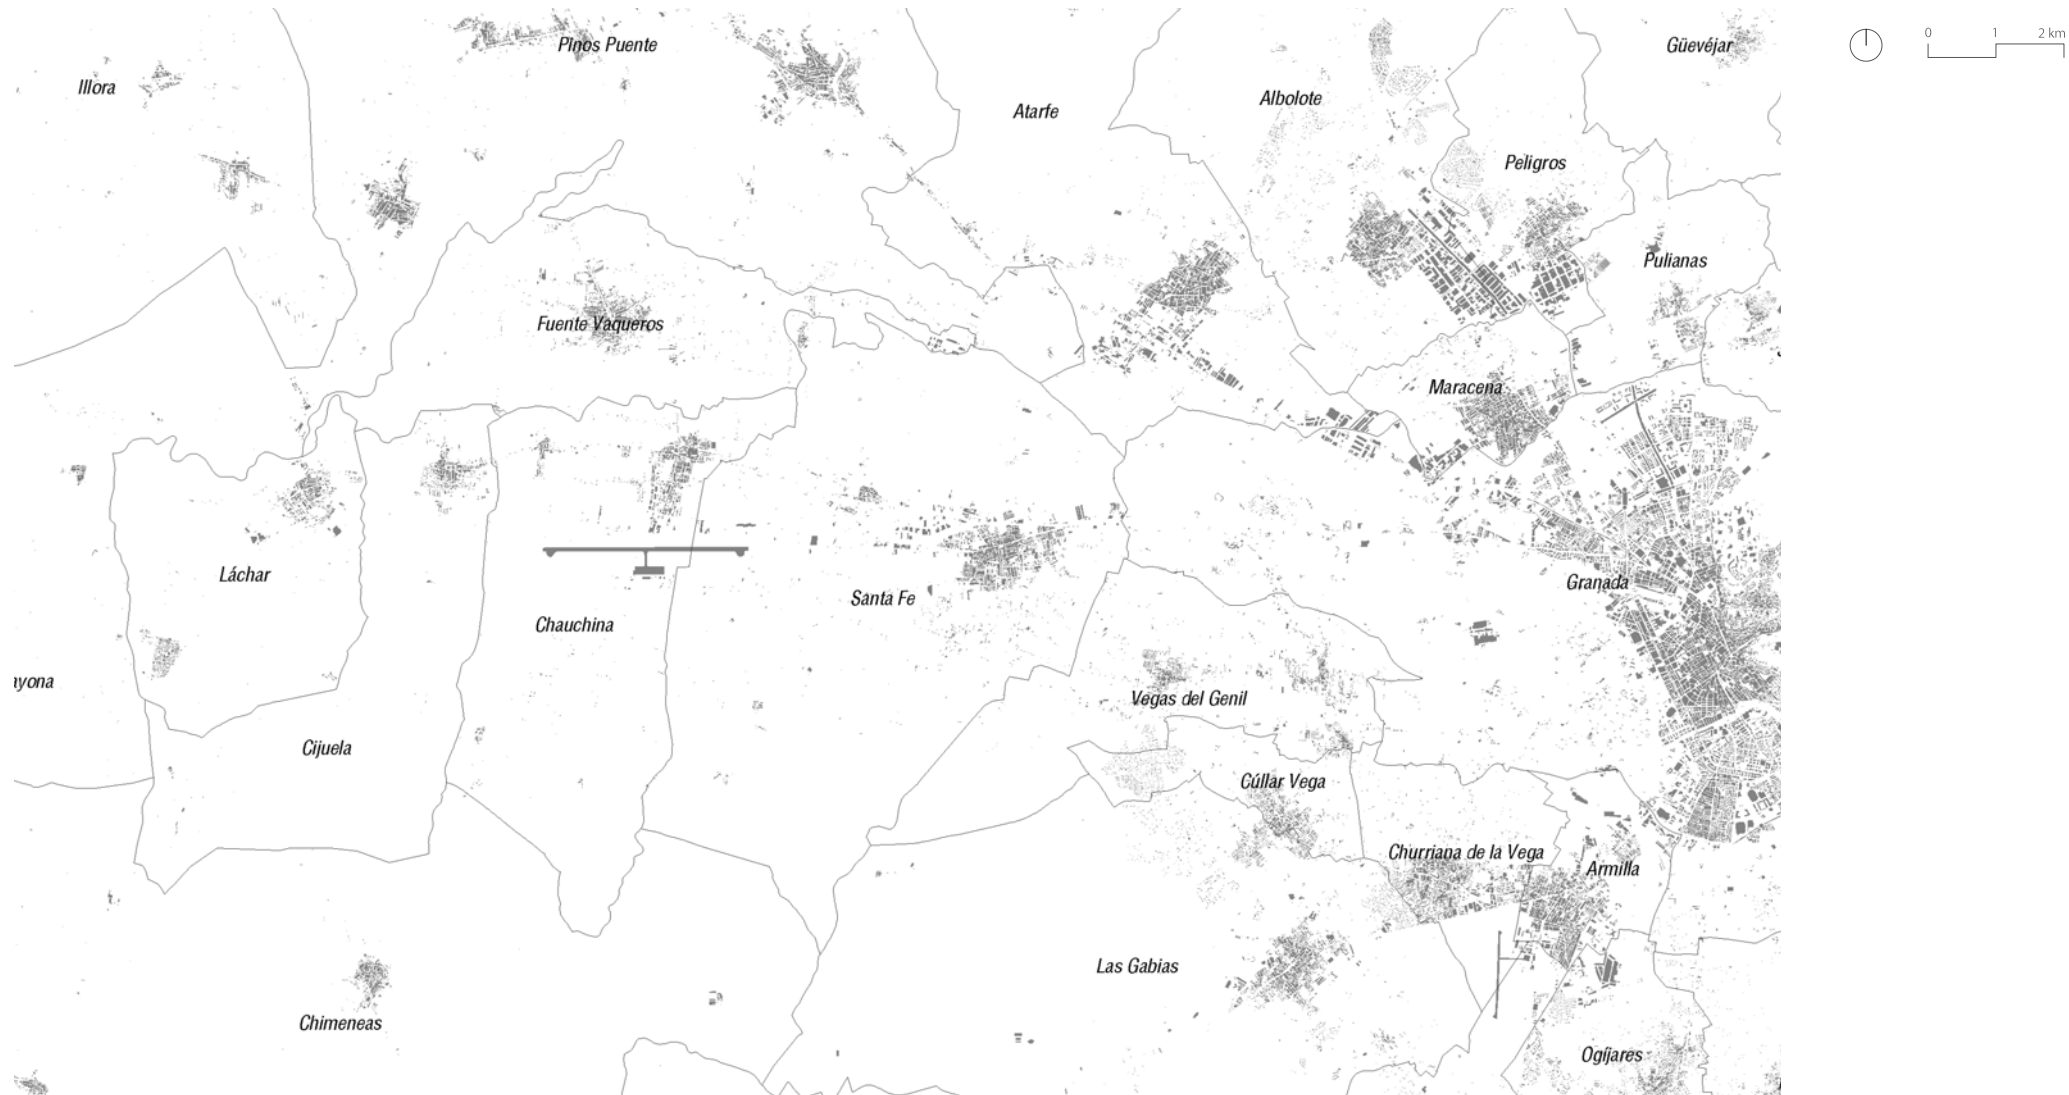 Pinos Puente
Güevéjar
0 1 2 km
Illora
Albolote
Atarfe
Peligros
Pulianas
Fuente Vaqueros
Maracena
Láchar
Granada
Santa Fe
Chauchina
ayona
Vegas del Genil
Cijuela
Cúllar Vega
Churriana de la Vega
Armilla
Las Gabias
Chimeneas
Ogíjares